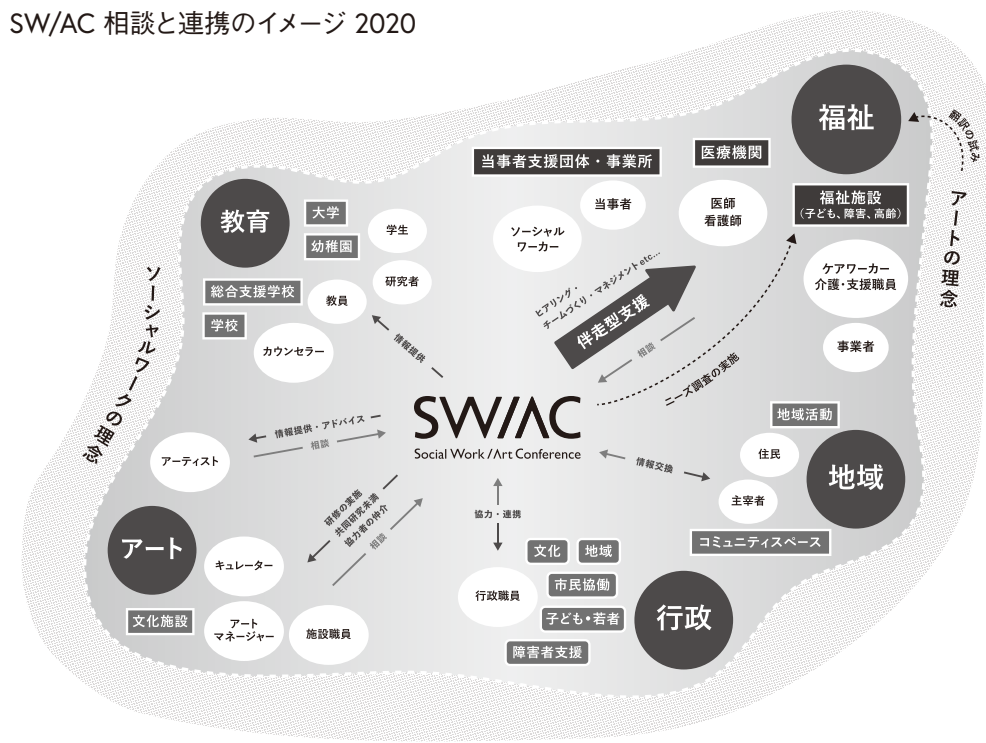 SW/AC 相談と連携のイメージ 2020
福祉
翻訳の試み
アートの理念
医療機関
当事者支援団体・事業所
医師
看護師
当事者
ソーシャル
ワーカー
福祉施設
（子ども、障害、高齢）
ケアワーカー
介護・支援職員
事業者
教育
大学
幼稚園
学生
研究者
総合支援学校
教員
学校
カウンセラー
ソーシャルワークの理念
情報提供
ヒアリング・
チームづくり・マネジメントetc...
伴走型支援
相談
ニーズ調査の実施
SW/AC
Social Work /Art Conference
情報提供・アドバイス
相談
アーティスト
アート
キュレーター
文化施設
アート
マネージャー
施設職員
研修の実施
共同研究未満
協力者の仲介
相談
協力・連携
情報交換
地域活動
住民
地域
主宰者
コミュニティスペース
行政職員
文化
地域
市民協働
子ども・若者
障害者支援
行政